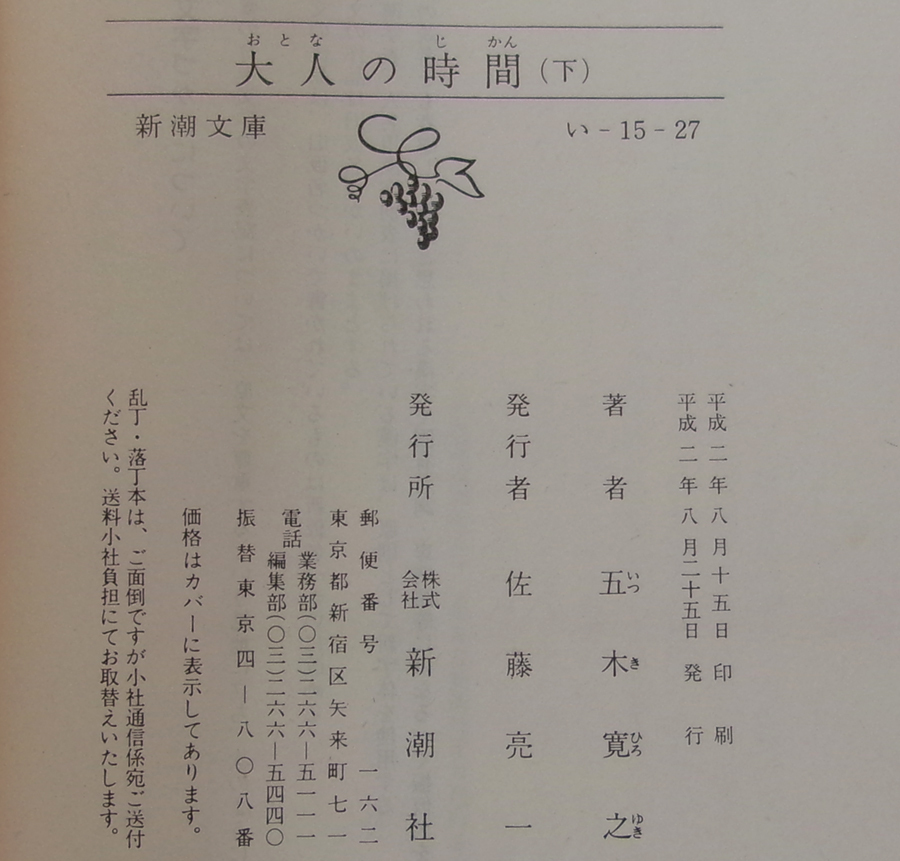 大人の時間(下)
新潮文庫 い-15-27
平成二年八月十五日印刷
平成二年八月二十五日発行
著者 五木寛之
発行者 佐藤亮一
発行所 株式会社 新潮社
郵便番号 一六二
東京都新宿区矢来町七一
電話 業務部(〇三)二六六—五一一一
編集部(〇三)二六六—五四四〇
振替東京四—八〇八番
価格はカバーに表示してあります。
乱丁・落丁本は、ご面倒ですが小社通信係宛ご送付
ください。送料小社負担にてお取替えいたします。